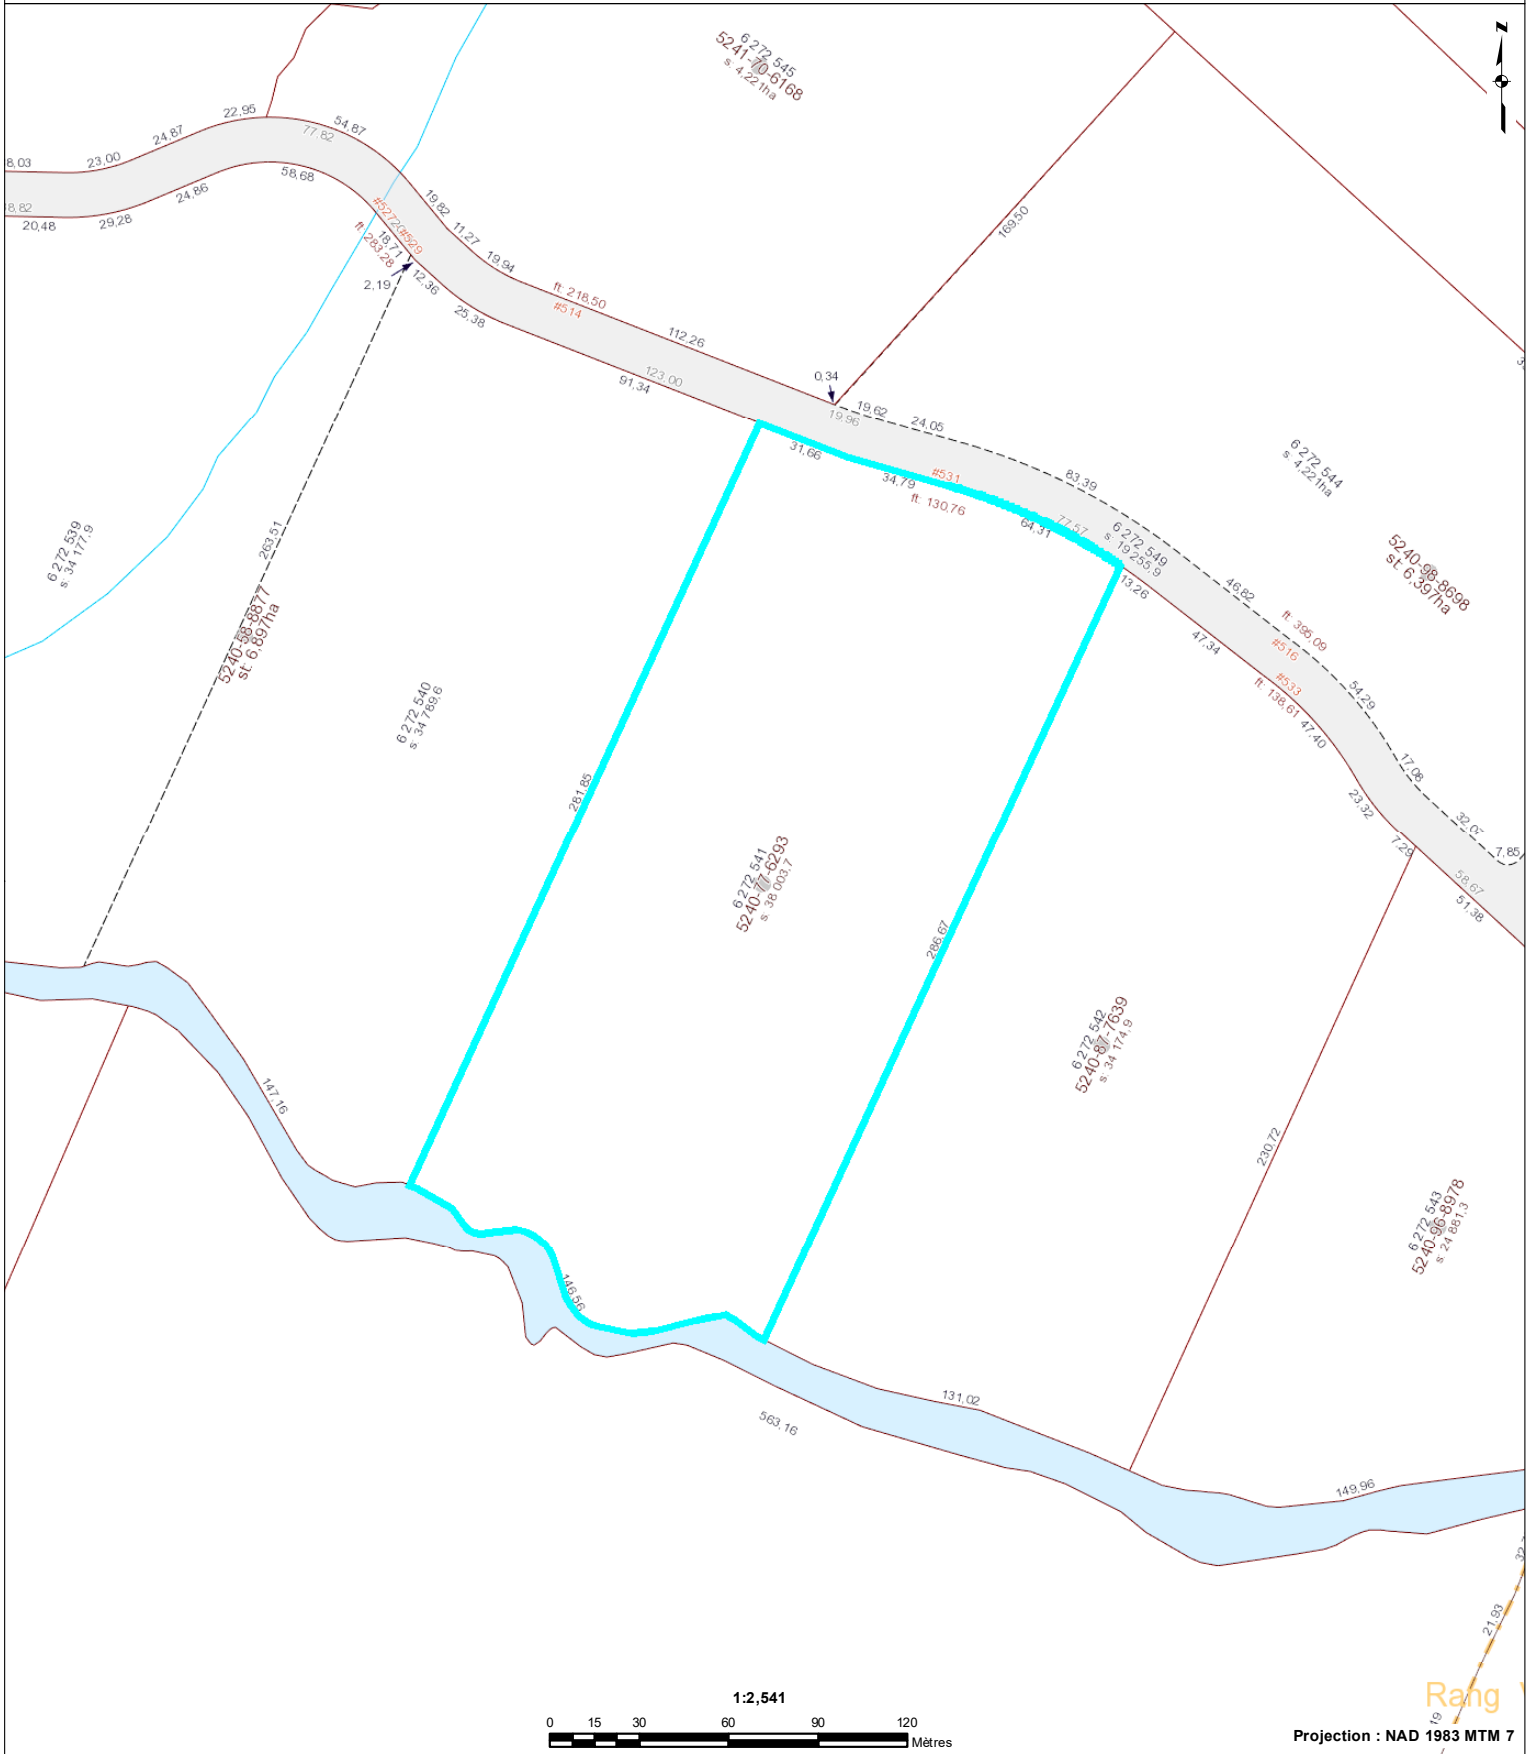 N
6 272 545
5241-70-6168
s: 4,221ha
22,95
54,87
77,82
24,87
23,00
8,03
58,68
24,86
29,28
20,48
19,82
11,27
19,94
#529
18,71
ft: 283,28
2,19
12,36
25,38
169,50
ft: 218,50
#514
112,26
123,00
91,34
0,34
19,62
19,96
24,05
31,66
34,79
#531
ft: 130,76
64,31
77,57
83,39
6 272 549
s: 19 255,9
13,26
6 272 544
s: 4,221ha
5240-98-8698
st: 6,397ha
263,51
6 272 539
s: 34 177,9
5240-58-8877
st: 6,897ha
46,82
47,34
ft: 395,09
#516
#533
ft: 138,61
47,40
54,29
17,08
23,32
7,29
7,85
58,67
51,38
6 272 540
s: 34 789,6
281,85
6 272 541
5240-77-6293
s: 38 003,7
286,67
6 272 542
5240-87-7639
s: 34 174,9
147,16
230,72
6 272 543
5240-96-8978
s: 24 881,3
146,56
131,02
563,16
149,96
21,93
Rang
1:2,541
0 15 30 60 90 120
Mètres
Projection : NAD 1983 MTM 7